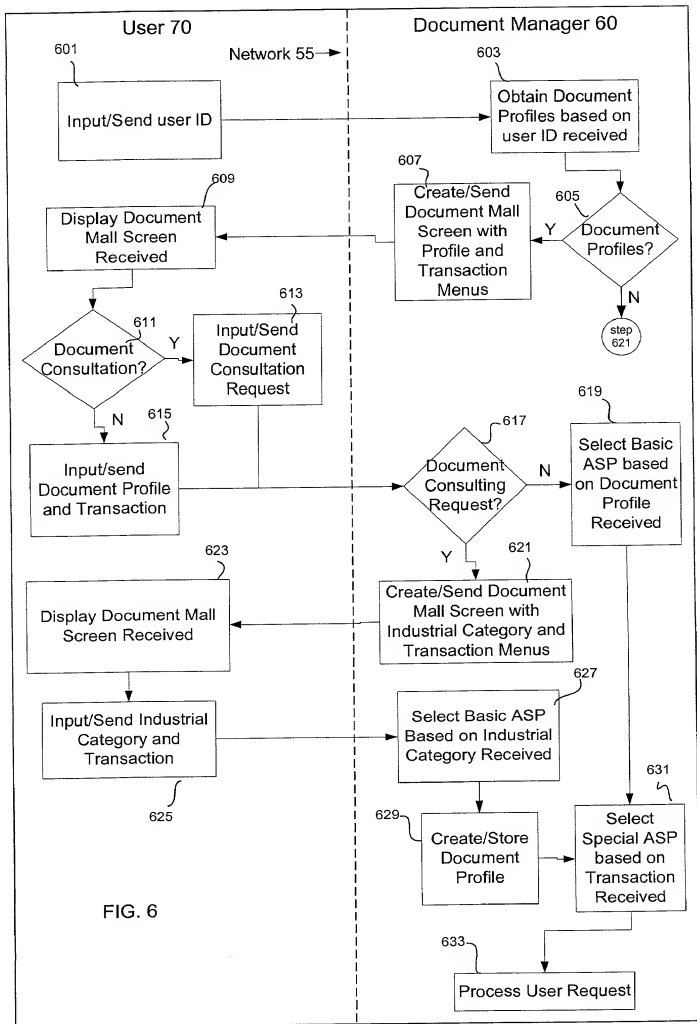 User 70
Document Manager 60
Network 55
601
Input/Send user ID
603
Obtain Document
Profiles based on
user ID received
605
Document
Profiles?
Y
N
step
621
607
Create/Send
Document Mall
Screen with
Profile and
Transaction
Menus
609
Display Document
Mall Screen
Received
611
Document
Consultation?
Y
N
613
Input/Send
Document
Consultation
Request
615
Input/send
Document Profile
and Transaction
617
Document
Consulting
Request?
N
Y
619
Select Basic
ASP based
on Document
Profile
Received
621
Create/Send Document
Mall Screen with
Industrial Category and
Transaction Menus
623
Display Document Mall
Screen Received
625
Input/Send Industrial
Category and
Transaction
627
Select Basic ASP
Based on Industrial
Category Received
629
Create/Store
Document
Profile
631
Select
Special ASP
based on
Transaction
Received
633
Process User Request
FIG. 6